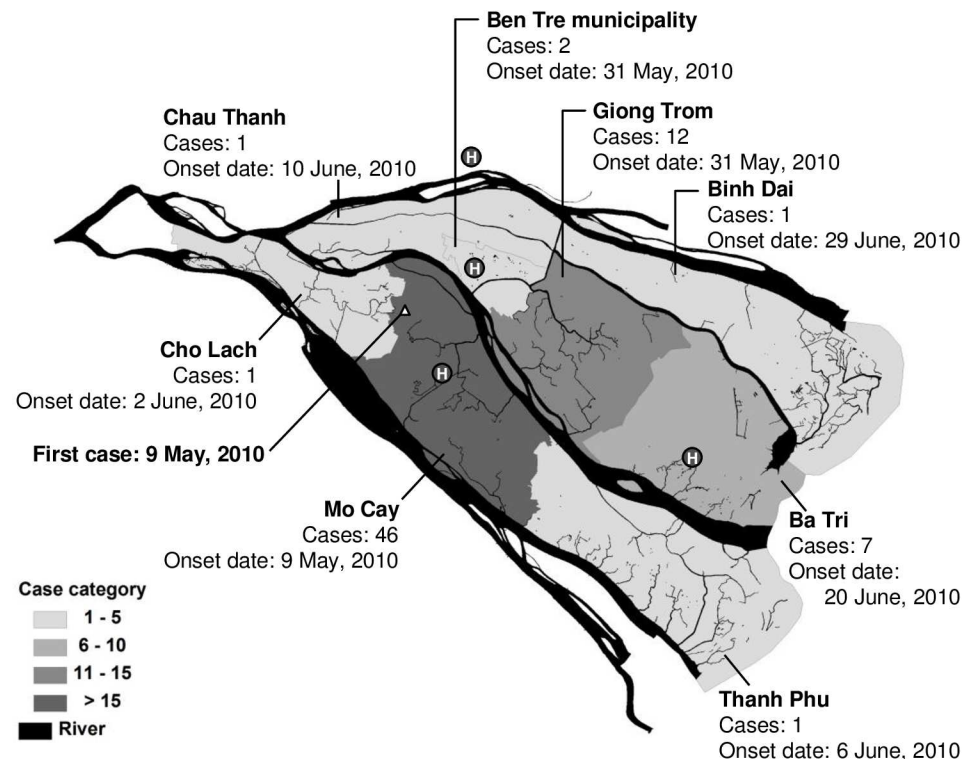 Ben Tre municipality
Cases: 2
Onset date: 31 May, 2010
Chau Thanh
Cases: 1
Onset date: 10 June, 2010
H
Giong Trom
Cases: 12
Onset date: 31 May, 2010
Binh Dai
Cases: 1
Onset date: 29 June, 2010
H
Cho Lach
Cases: 1
Onset date: 2 June, 2010
H
First case: 9 May, 2010
H
Mo Cay
Cases: 46
Onset date: 9 May, 2010
Ba Tri
Cases: 7
Onset date:
20 June, 2010
Case category
1 - 5
6 - 10
11 - 15
> 15
River
Thanh Phu
Cases: 1
Onset date: 6 June, 2010